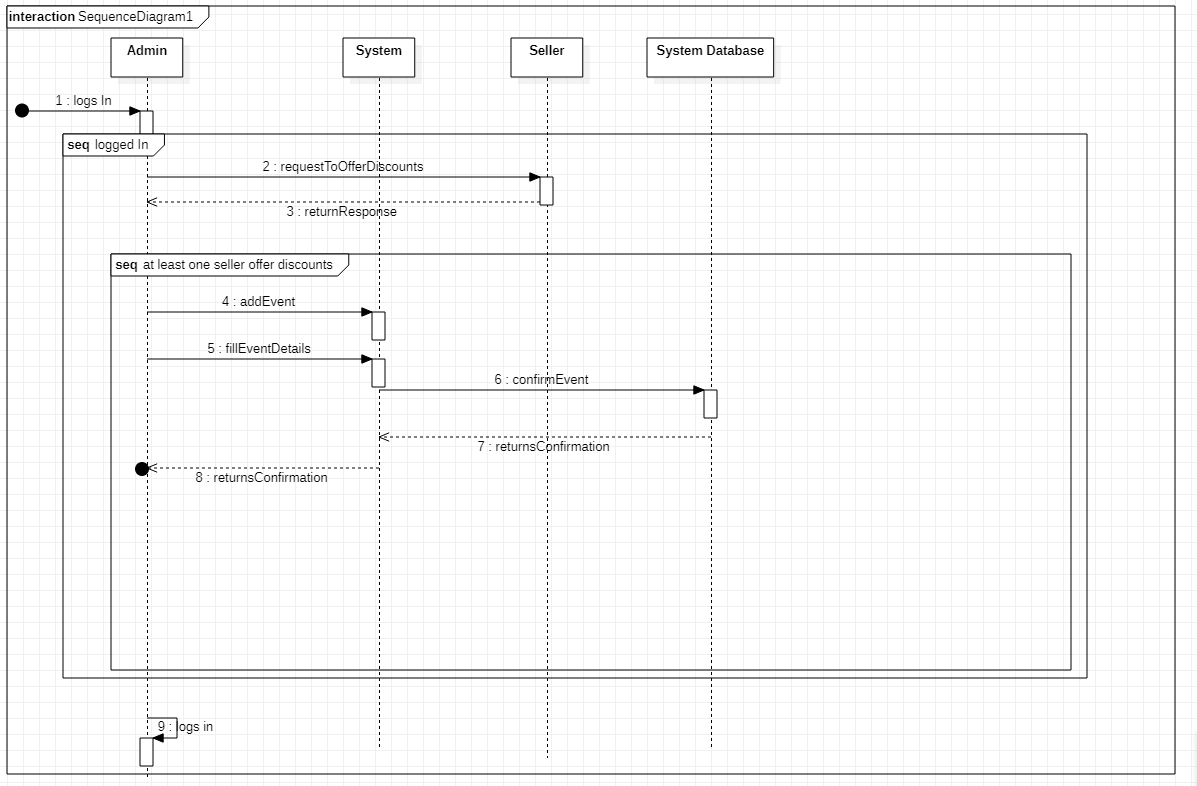 interaction SequenceDiagram1
Admin
System
Seller
System Database
1 : logs In
seq logged In
2 : requestToOfferDiscounts
3 : returnResponse
seq at least one seller offer discounts
4 : addEvent
5 : fillEventDetails
6 : confirmEvent
7 : returnsConfirmation
8 : returnsConfirmation
9 : logs in